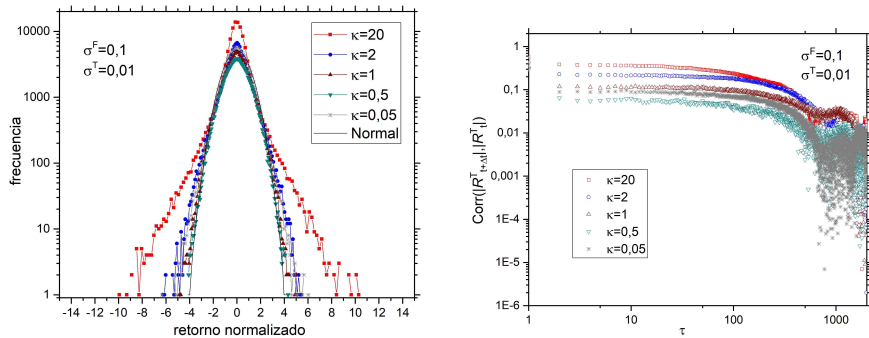 σF=0,1
σT=0,01
κ=20
κ=2
κ=1
κ=0,5
κ=0,05
Normal
frecuencia
10000
1000
100
10
1
-14 -12 -10 -8 -6 -4 -2 0 2 4 6 8 10 12 14
retorno normalizado
σF=0,1
σT=0,01
Corr(|RTt+Δt|,|RTt|)
1
0,1
0,01
0,001
1E-4
1E-5
1E-6
κ=20
κ=2
κ=1
κ=0,5
κ=0,05
1 10 100 1000
τ